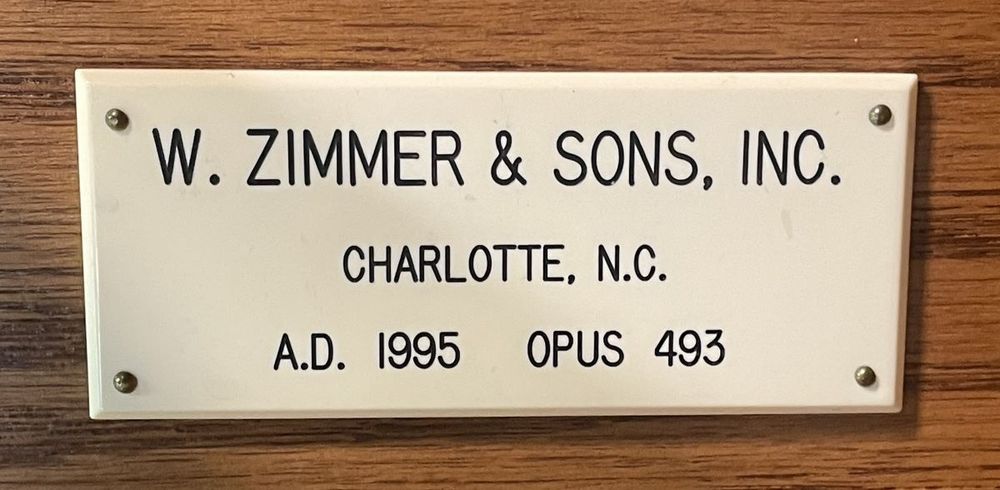 W. ZIMMER & SONS, INC.
CHARLOTTE, N.C.
A.D. 1995 OPUS 493